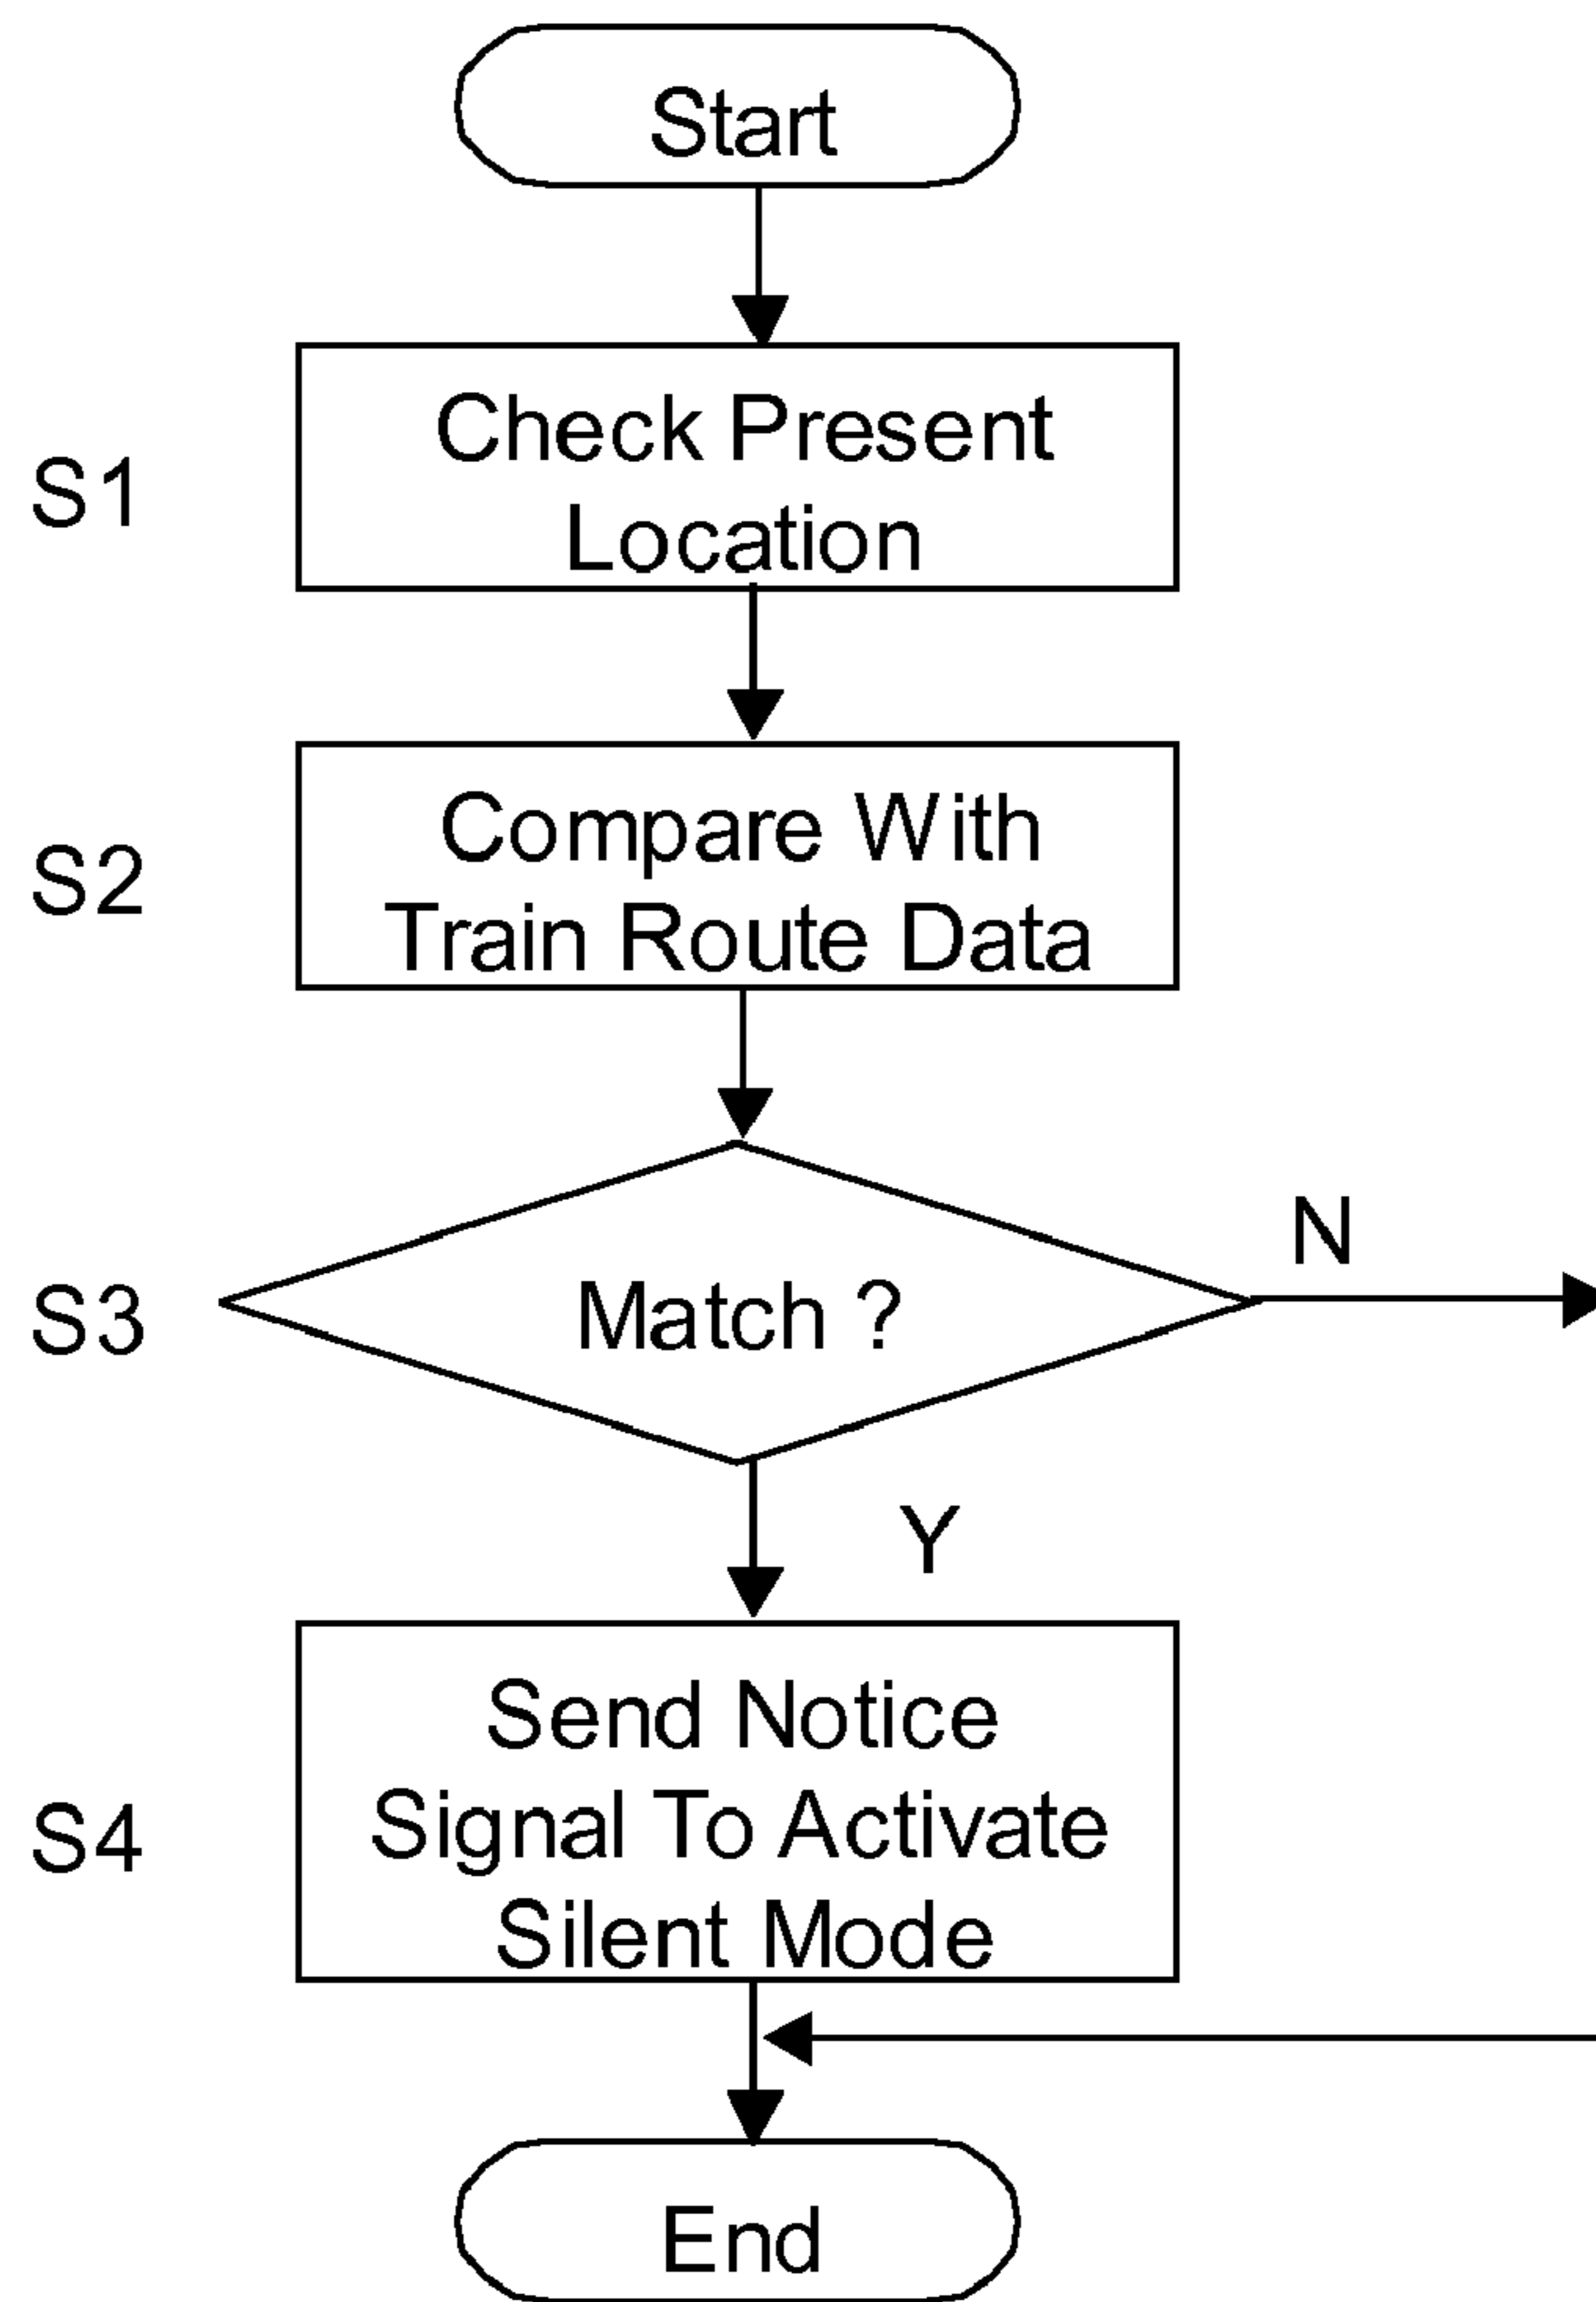 Start
S1
Check Present
Location
S2
Compare With
Train Route Data
S3
Match ?
N
Y
S4
Send Notice
Signal To Activate
Silent Mode
End